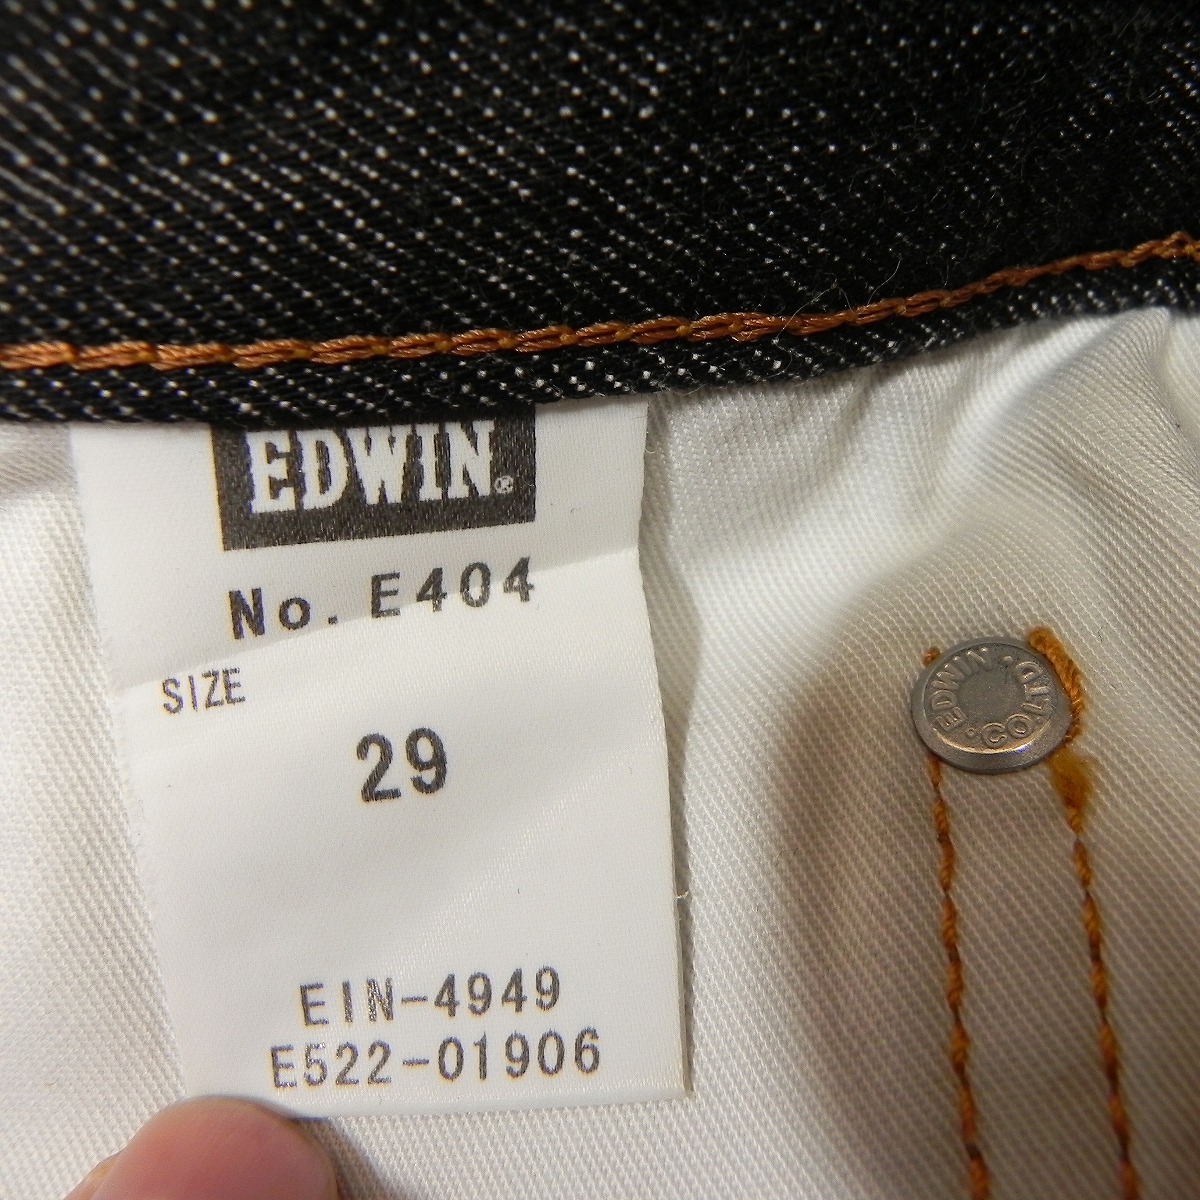 EDWIN®
No. E404
SIZE
29
EIN-4949
E522-01906
EDWIN · CO.LTD ·